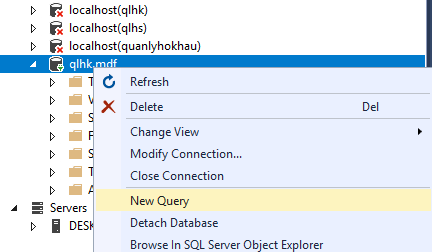 localhost(qlhk)
localhost(qlhs)
localhost(quanlyhokhau)
qlhk.mdf
Refresh
Delete Del
Change View
Modify Connection...
Close Connection
New Query
Detach Database
Browse In SQL Server Object Explorer
T
V
S
F
S
T
A
Servers
DESK